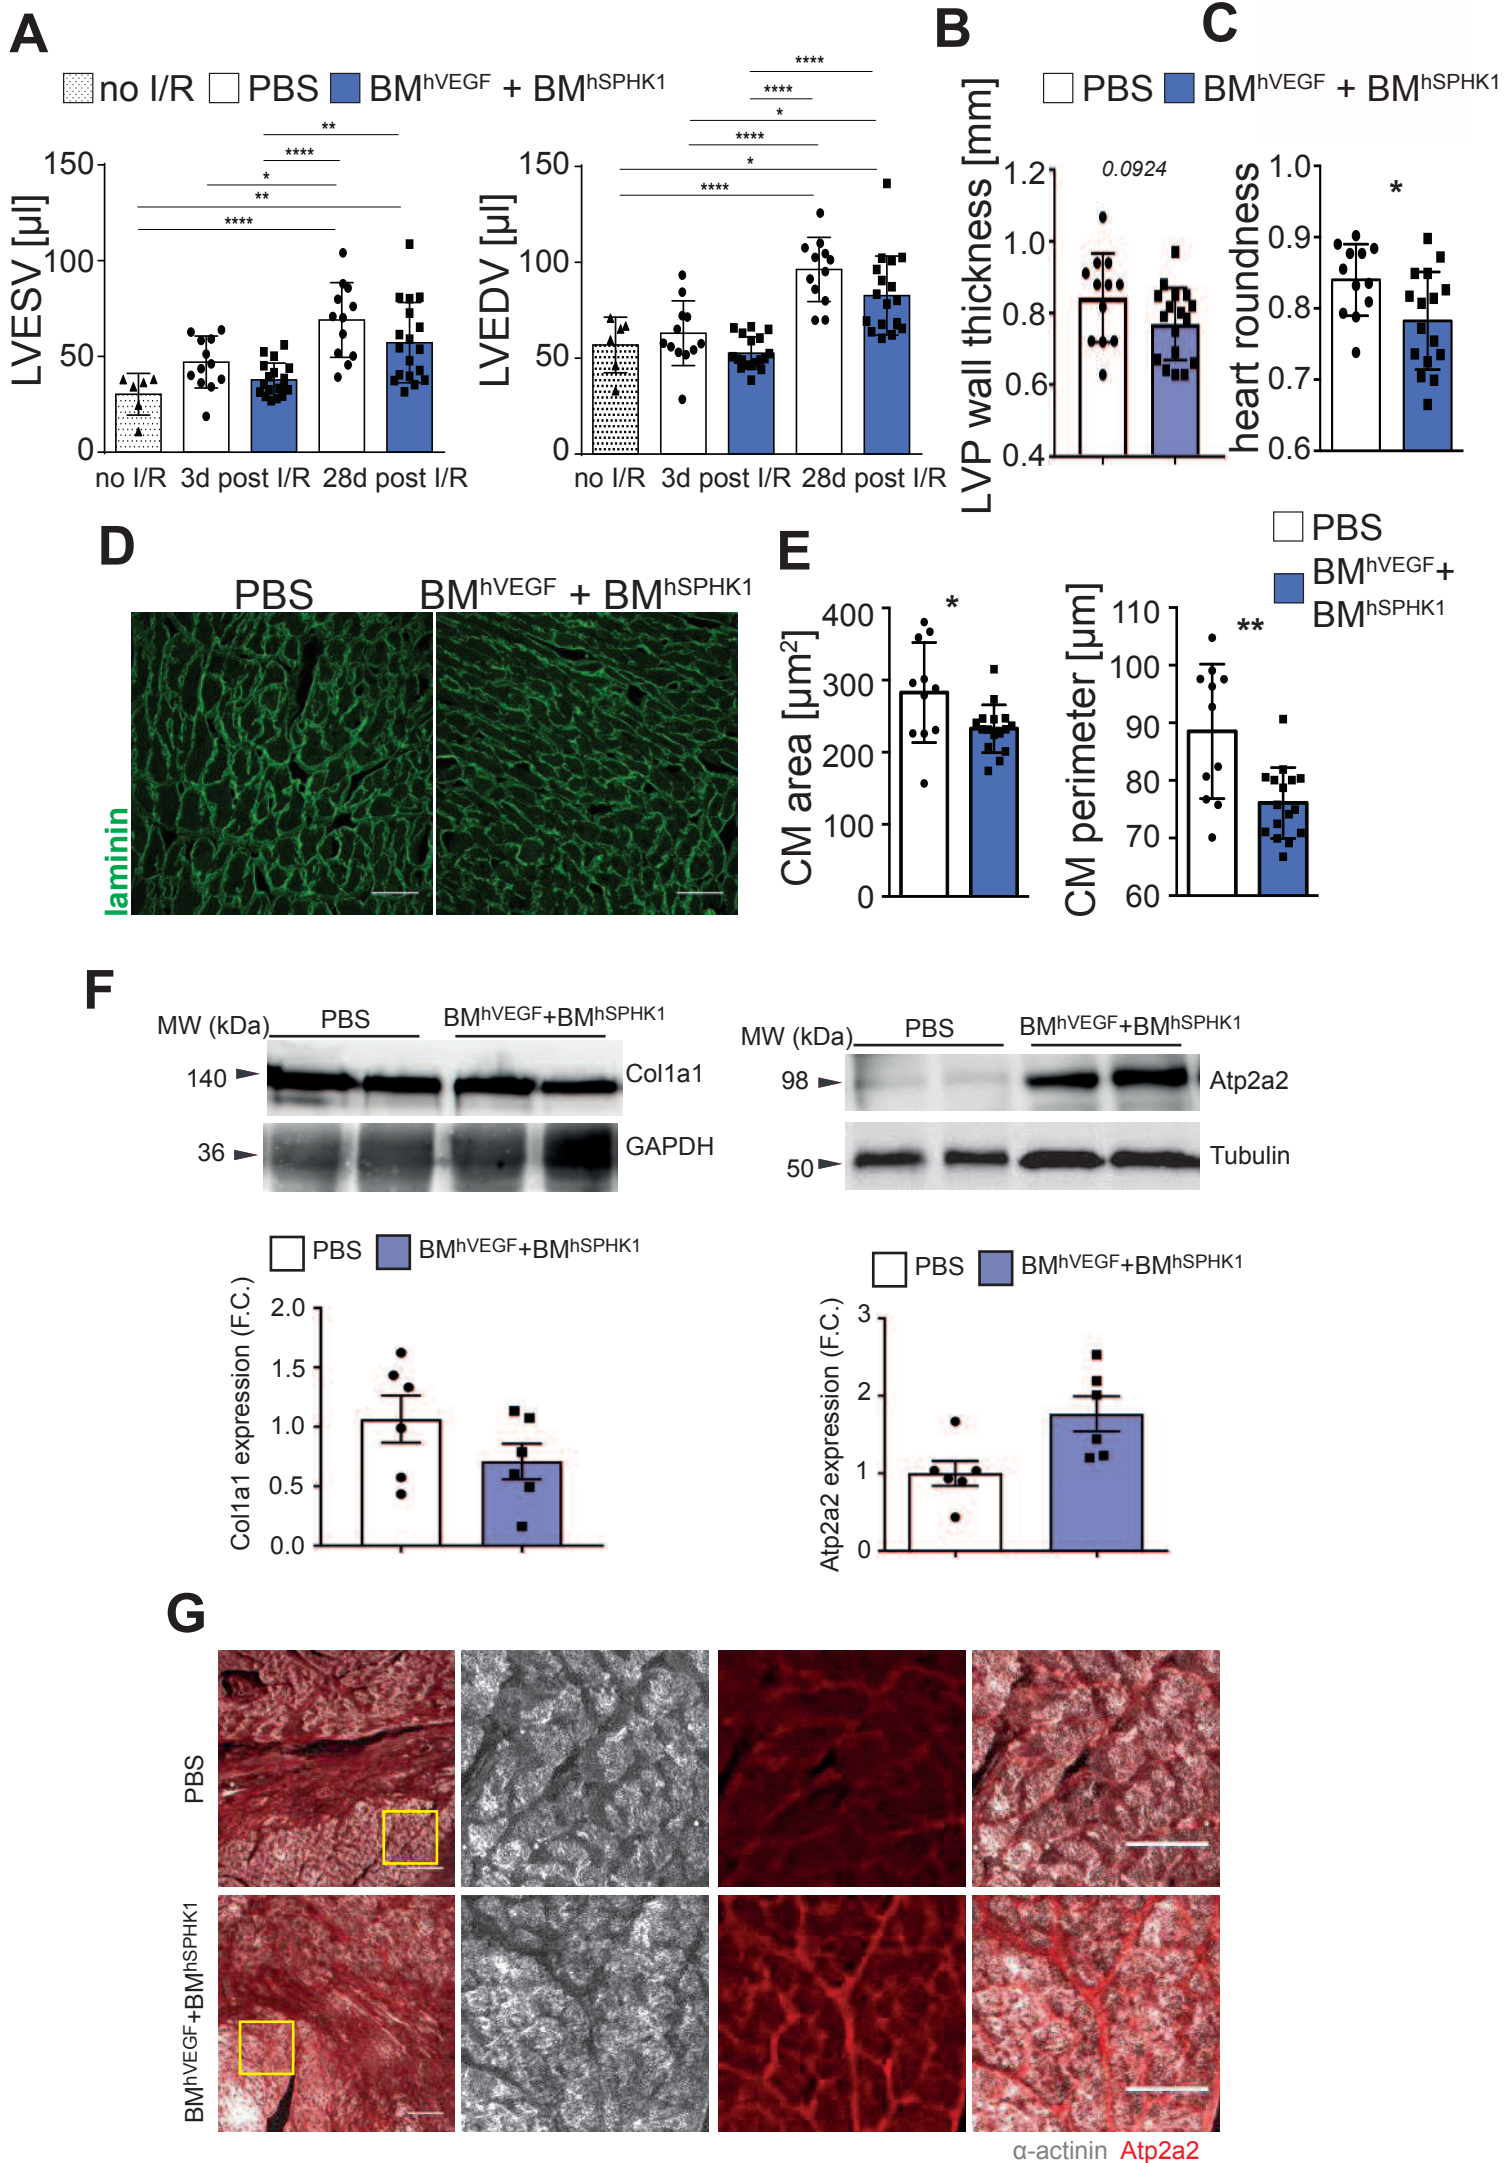 A
B
C
no I/R PBS BMhVEGF + BMhSPHK1
PBS BMhVEGF + BMhSPHK1
LVESV [µl]
150
100
50
0
**
****
*
**
****
no I/R 3d post I/R 28d post I/R
LVEDV [µl]
150
100
50
0
****
****
*
****
*
****
no I/R 3d post I/R 28d post I/R
LVP wall thickness [mm]
1.2
1.0
0.8
0.6
0.4
0.0924
heart roundness
1.0
0.9
0.8
0.7
0.6
*
D
PBS BMhVEGF + BMhSPHK1
laminin
E
PBS
BMhVEGF+
BMhSPHK1
CM area [µm2]
400
300
200
100
0
*
CM perimeter [µm]
110
100
90
80
70
60
**
F
MW (kDa) PBS BMhVEGF+BMhSPHK1
140 Col1a1
36 GAPDH
MW (kDa) PBS BMhVEGF+BMhSPHK1
98 Atp2a2
50 Tubulin
PBS BMhVEGF+BMhSPHK1
Col1a1 expression (F.C.)
2.0
1.5
1.0
0.5
0.0
PBS BMhVEGF+BMhSPHK1
Atp2a2 expression (F.C.)
3
2
1
0
G
PBS
BMhVEGF+BMhSPHK1
α-actinin Atp2a2